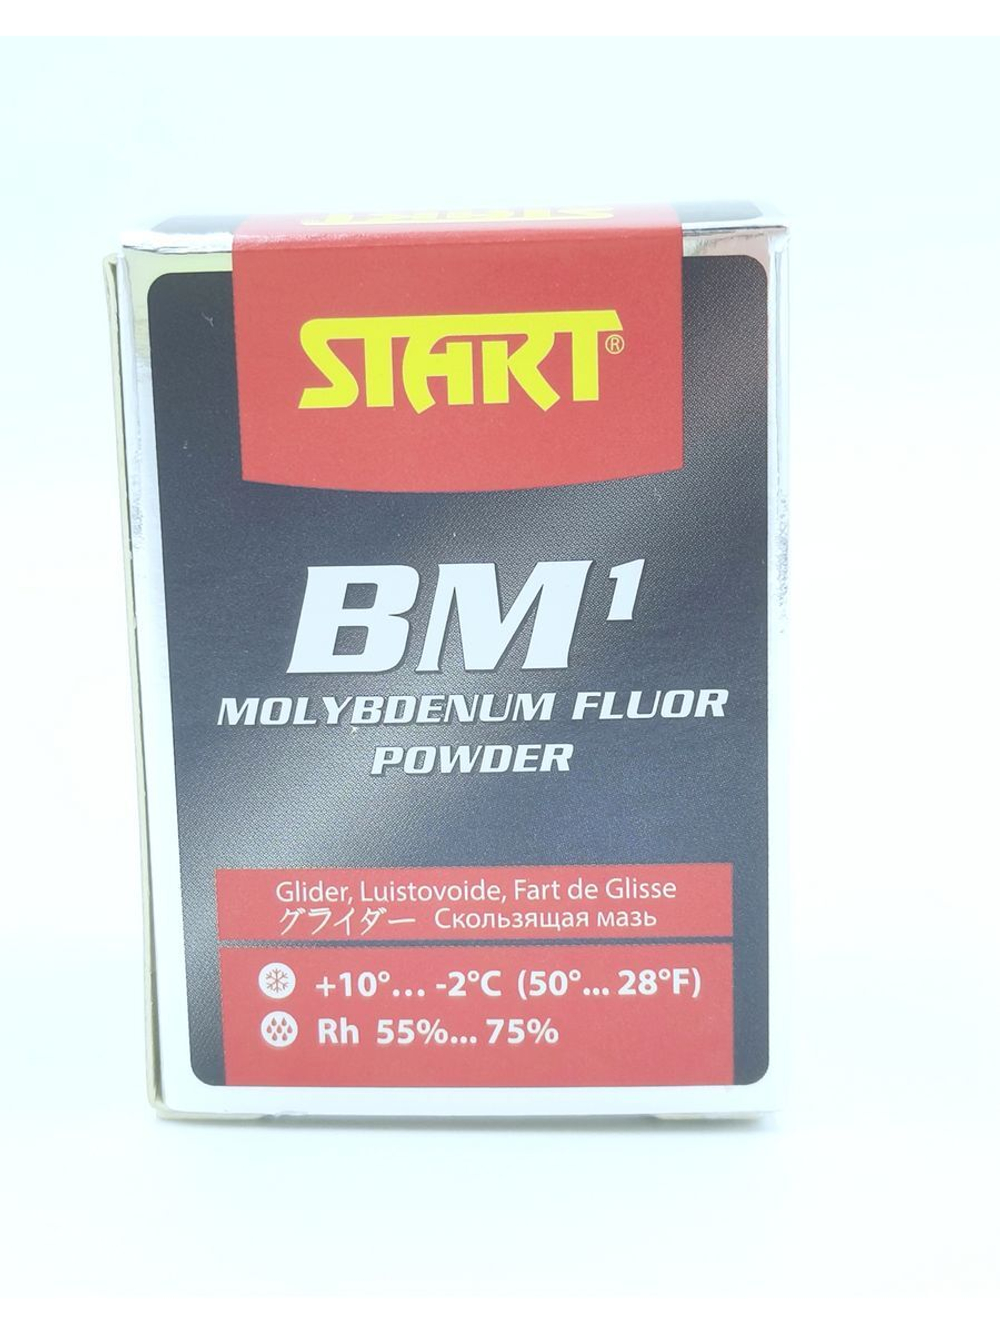 START®
BM¹
MOLYBDENUM FLUOR
POWDER
Glider, Luistovoide, Fart de Glisse
グライダー Скользящая мазь
+10°... -2°C (50°... 28°F)
Rh 55%... 75%